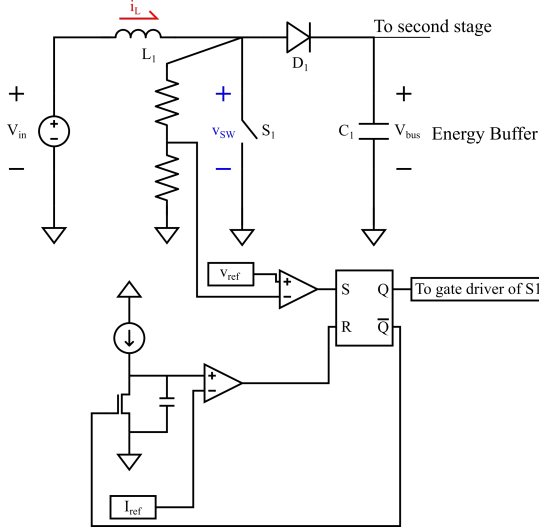 i_L
To second stage
L_1
D_1
+
+
+
V_in
+
−
v_SW
S_1
C_1
V_bus
Energy Buffer
−
−
−
v_ref
+
−
S
Q
To gate driver of S1
R
Q̅
+
−
I_ref